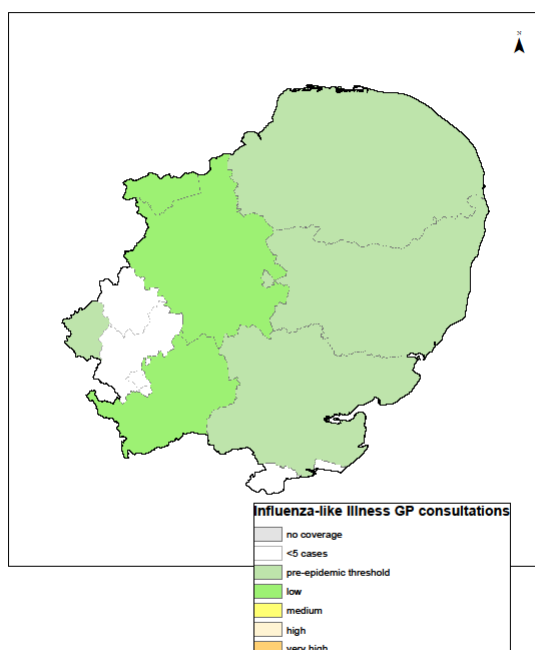 N
Influenza-like Illness GP consultations
no coverage
<5 cases
pre-epidemic threshold
low
medium
high
very high